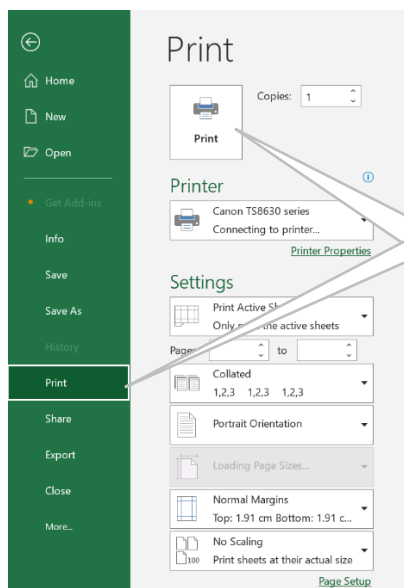 Home
New
Open
Get Add-ins
Info
Save
Save As
History
Print
Share
Export
Close
More...
Print
Copies: 1
Print
Printer
Canon TS8630 series
Connecting to printer...
Printer Properties
Settings
Print Active
Only the active sheets
to
Collated
1,2,3 1,2,3 1,2,3
Portrait Orientation
Loading Page Sizes...
Normal Margins
Top: 1.91 cm Bottom: 1.91 c...
No Scaling
100
Print sheets at their actual size
Page Setup